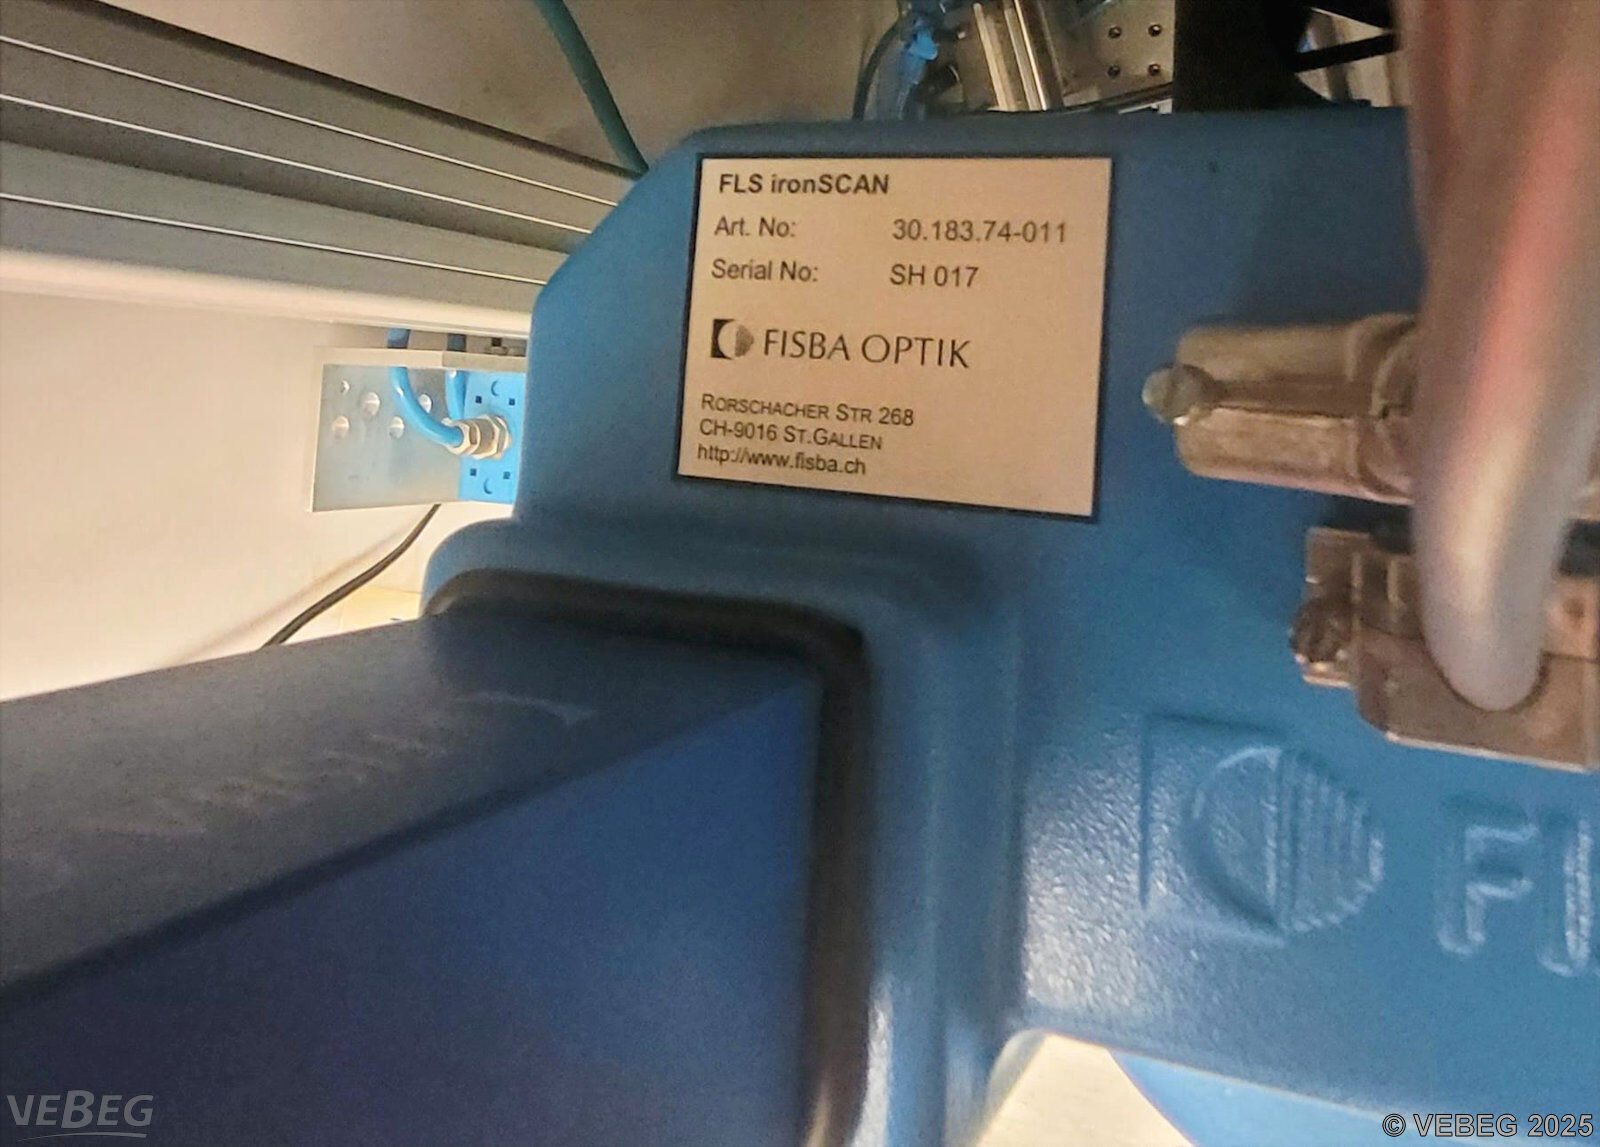 FLS ironSCAN
Art. No: 30.183.74-011
Serial No: SH 017
FISBA OPTIK
RORSCHACHER STR 268
CH-9016 ST.GALLEN
http://www.fisba.ch
FI
VEBEG
© VEBEG 2025